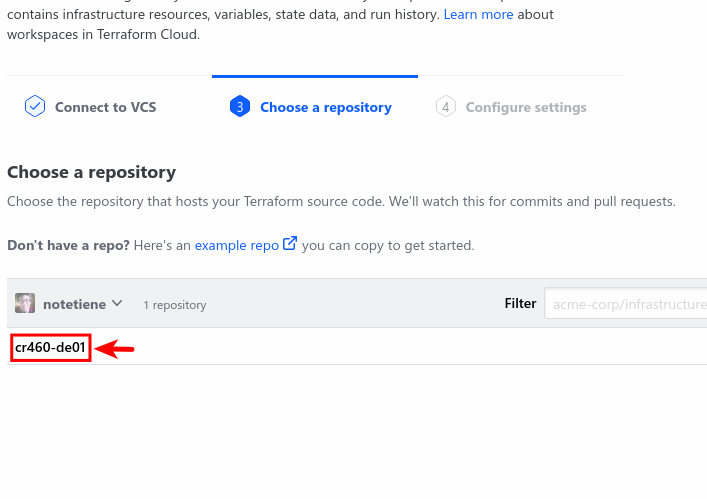 contains infrastructure resources, variables, state data, and run history. Learn more about
workspaces in Terraform Cloud.
Connect to VCS
3 Choose a repository
4 Configure settings
Choose a repository
Choose the repository that hosts your Terraform source code. We'll watch this for commits and pull requests.
Don't have a repo? Here's an example repo you can copy to get started.
notetiene 1 repository Filter acme-corp/infrastructure
cr460-de01